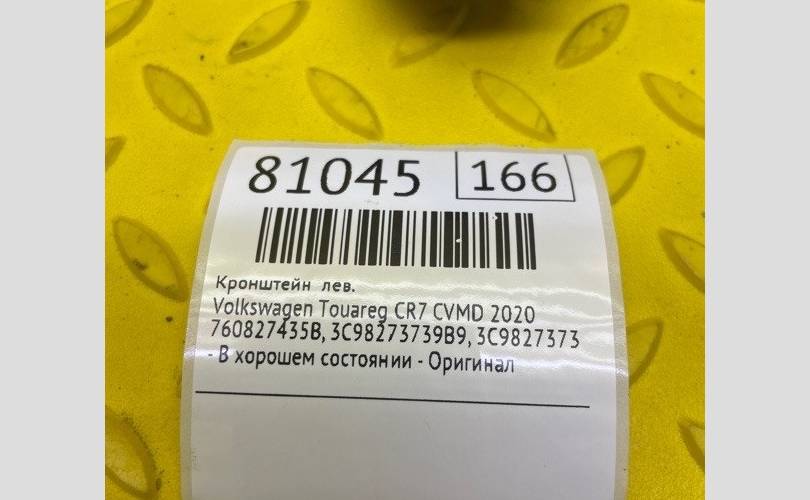 81045 166
Кронштейн лев.
Volkswagen Touareg CR7 CVMD 2020
760827435B, 3C98273739B9, 3C9827373
- В хорошем состоянии - Оригинал